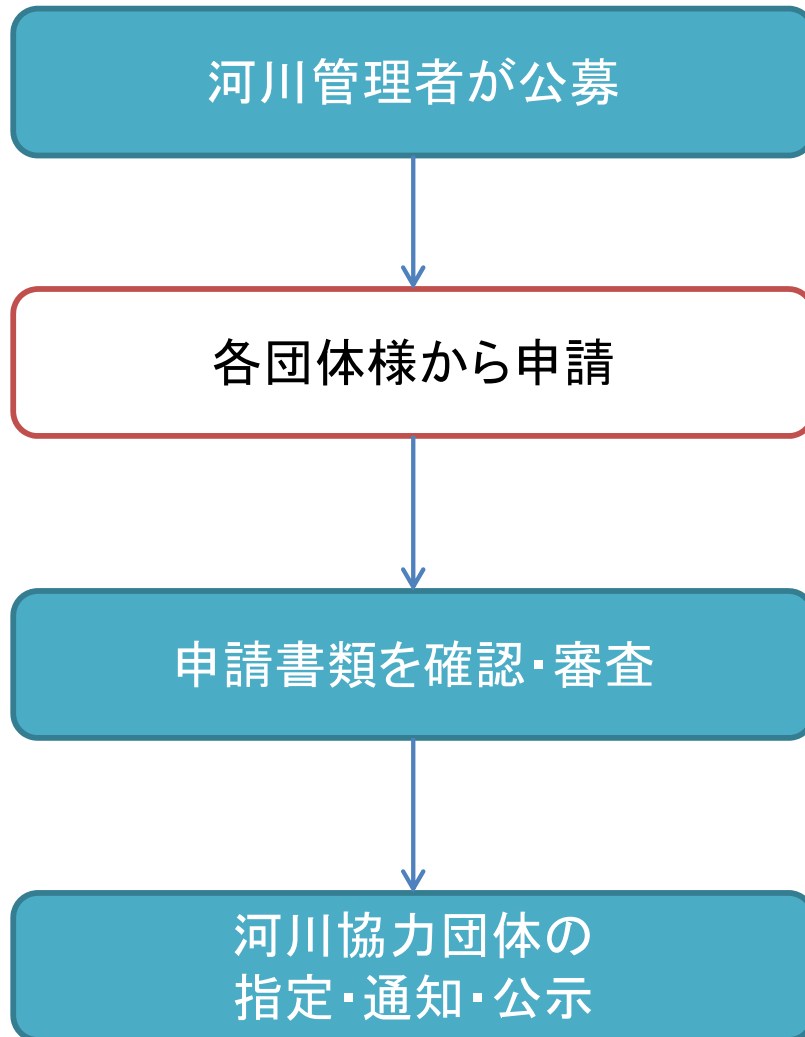 河川管理者が公募
各団体様から申請
申請書類を確認・審査
河川協力団体の
指定・通知・公示